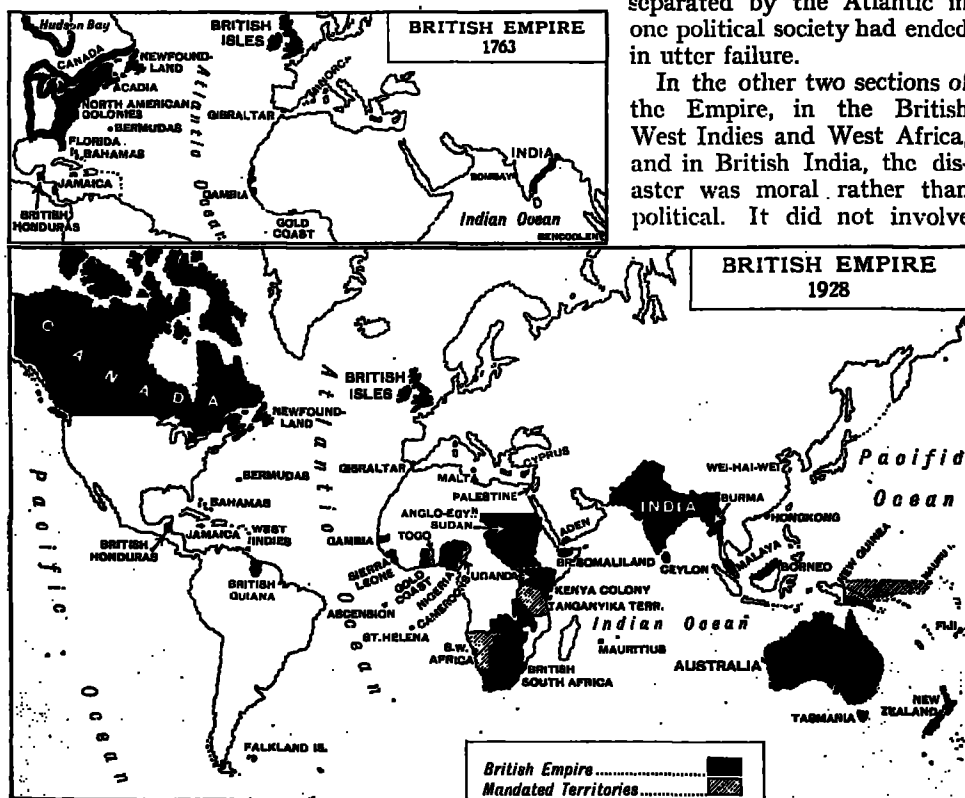 separated by the Atlantic in
one political society had ended
in utter failure.
In the other two sections of
the Empire, in the British
West Indies and West Africa,
and in British India, the dis-
aster was moral rather than
political. It did not involve
BRITISH EMPIRE
1763
Hudson Bay
CANADA
NEWFOUND-
LAND
ACADIA
NORTH AMERICAN
COLONIES
BERMUDAS
FLORIDA
BAHAMAS
JAMAICA
BRITISH
HONDURAS
Atlantic Ocean
BRITISH
ISLES
MINORCA
GIBRALTAR
GAMBIA
GOLD
COAST
INDIA
BOMBAY
Indian Ocean
BENCOOLEN
BRITISH EMPIRE
1928
CANADA
NEWFOUND-
LAND
BERMUDAS
BAHAMAS
JAMAICA
WEST
INDIES
BRITISH
HONDURAS
BRITISH
GUIANA
FALKLAND IS.
Pacific Ocean
Atlantic Ocean
BRITISH
ISLES
GIBRALTAR
MALTA
CYPRUS
PALESTINE
ANGLO-EGY.N
SUDAN
ADEN
BR. SOMALILAND
GAMBIA
TOGO
SIERRA
LEONE
GOLD
COAST
NIGERIA
CAMEROONS
UGANDA
KENYA COLONY
TANGANYIKA TERR.
ASCENSION
ST. HELENA
S.W.
AFRICA
BRITISH
SOUTH AFRICA
MAURITIUS
Indian Ocean
INDIA
BURMA
CEYLON
WEI-HAI-WEI
HONGKONG
MALAYA
BORNEO
NEW GUINEA
Pacific
Ocean
Fiji
AUSTRALIA
TASMANIA
NEW
ZEALAND
British Empire
Mandated Territories